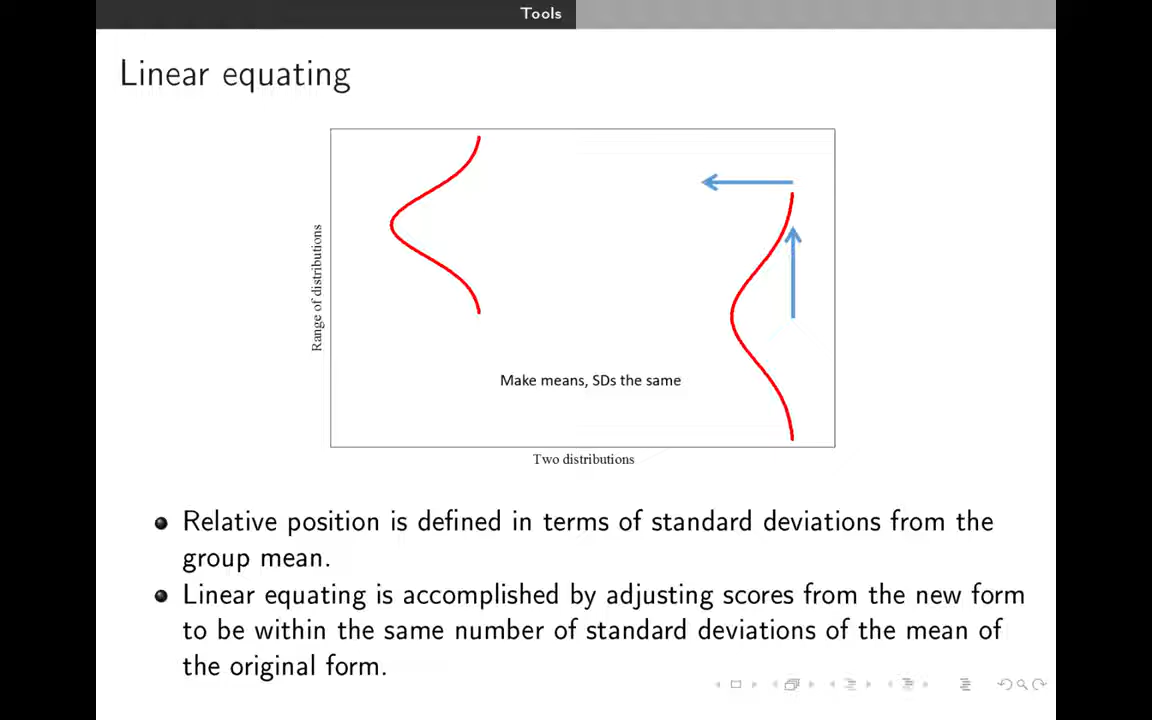 Tools
Linear equating
Range of distributions
Make means, SDs the same
Two distributions
Relative position is defined in terms of standard deviations from the
group mean.
Linear equating is accomplished by adjusting scores from the new form
to be within the same number of standard deviations of the mean of
the original form.